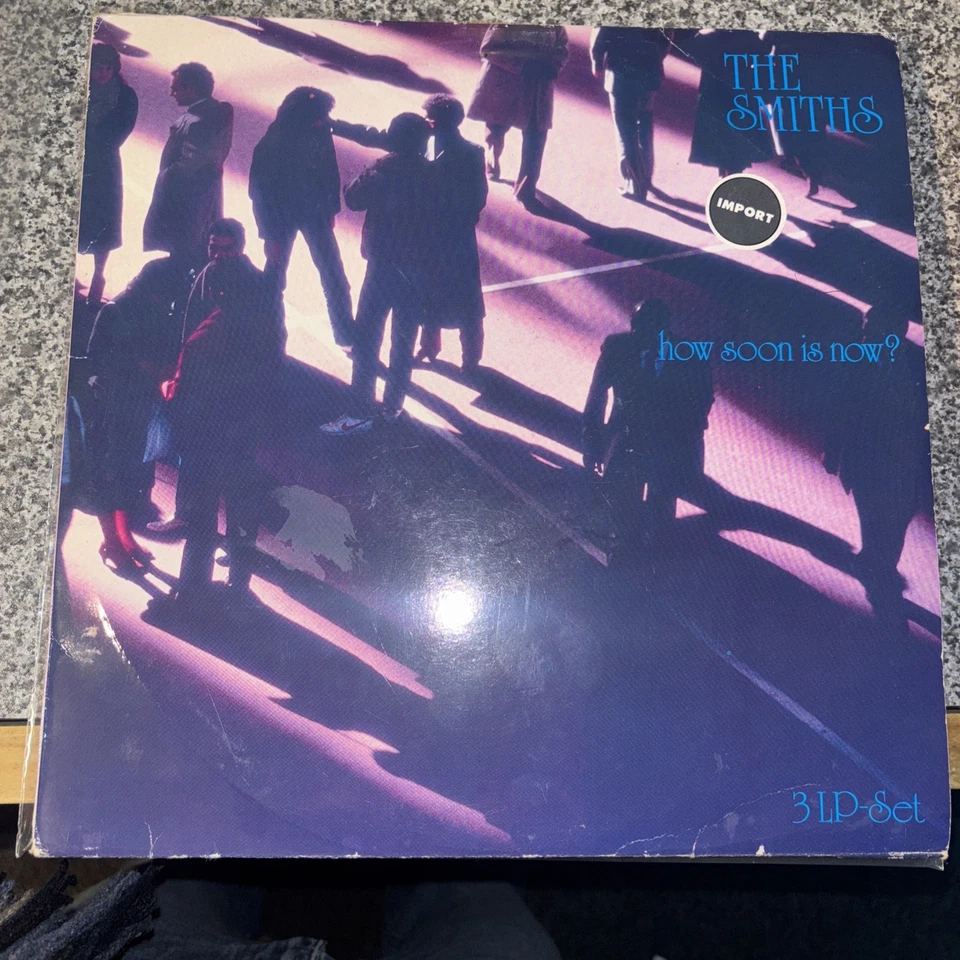 THE
SMITHS
IMPORT
how soon is now?
3 LP-Set